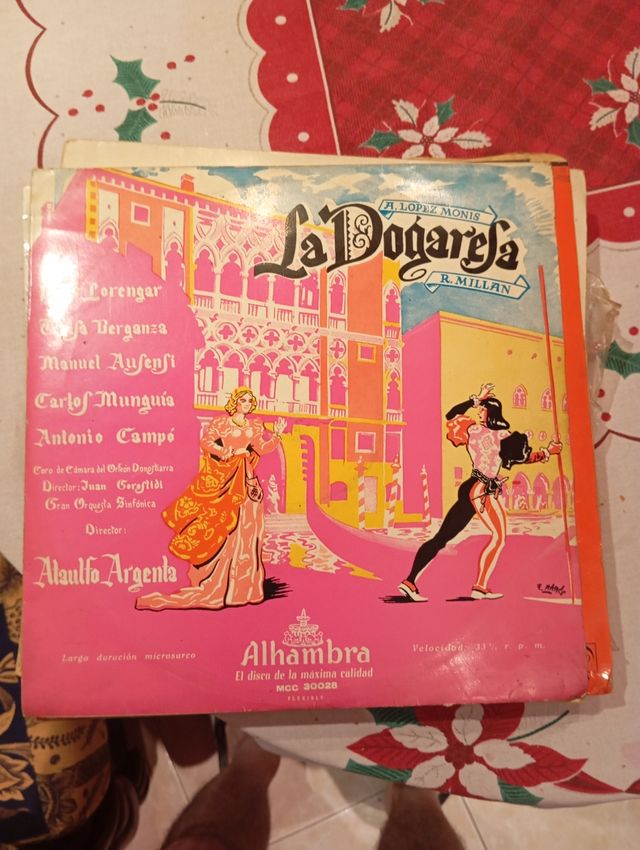 A. LOPEZ MONIS
La Dogaresa
R. MILLAN
Lorengar
Berganza
Manuel Ausensi
Carlos Munguía
Antonio Campó
Coro de Cámara del Orfeón Donostiarra
Director: Juan Gorostidi
Gran Orquesta Sinfónica
Director:
Ataulfo Argenta
Larga duración microsurco
Alhambra
El disco de la máxima calidad
MCC 30028
FLEXIBLE
Velocidad: 33⅓ r. p. m.